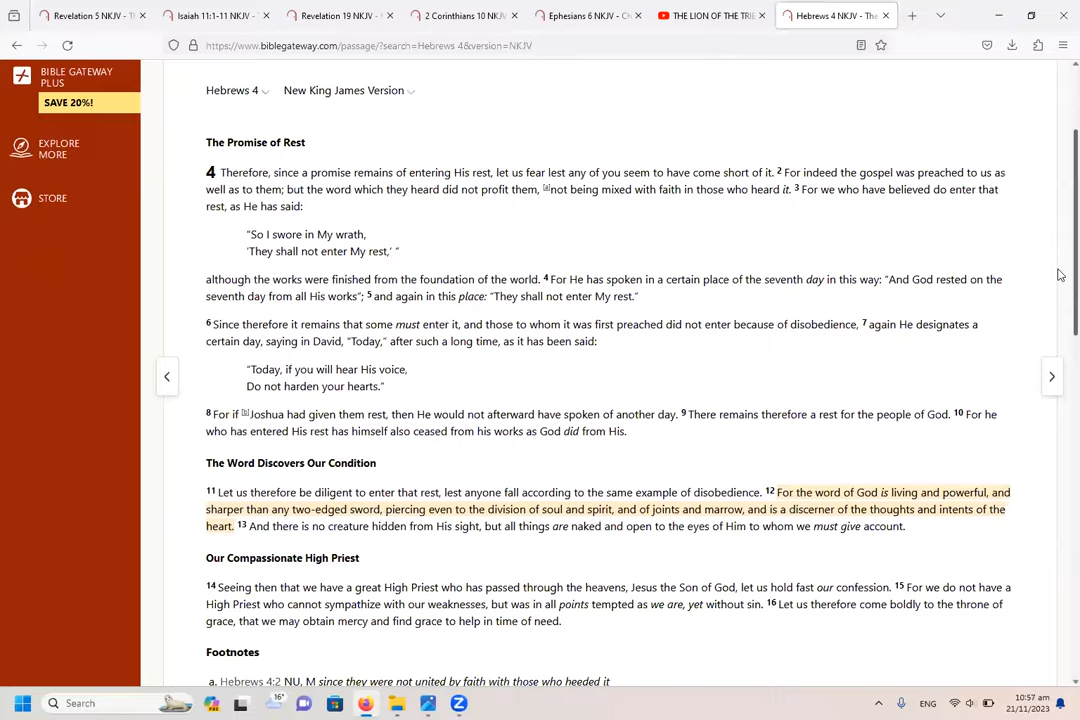 Revelation 5 NKJV - Th
Isaiah 11:1-11 NKJV -
Revelation 19 NKJV -
2 Corinthians 10 NKJV
Ephesians 6 NKJV - Ch
THE LION OF THE TRIB
Hebrews 4 NKJV - The
https://www.biblegateway.com/passage/?search=Hebrews 4&version=NKJV
BIBLE GATEWAY
PLUS
SAVE 20%!
EXPLORE
MORE
STORE
Hebrews 4
New King James Version
The Promise of Rest
4 Therefore, since a promise remains of entering His rest, let us fear lest any of you seem to have come short of it. 2 For indeed the gospel was preached to us as
well as to them; but the word which they heard did not profit them, [a]not being mixed with faith in those who heard it. 3 For we who have believed do enter that
rest, as He has said:
“So I swore in My wrath,
‘They shall not enter My rest,’ ”
although the works were finished from the foundation of the world. 4 For He has spoken in a certain place of the seventh day in this way: “And God rested on the
seventh day from all His works”; 5 and again in this place: “They shall not enter My rest.”
6 Since therefore it remains that some must enter it, and those to whom it was first preached did not enter because of disobedience, 7 again He designates a
certain day, saying in David, “Today,” after such a long time, as it has been said:
“Today, if you will hear His voice,
Do not harden your hearts.”
8 For if [b]Joshua had given them rest, then He would not afterward have spoken of another day. 9 There remains therefore a rest for the people of God. 10 For he
who has entered His rest has himself also ceased from his works as God did from His.
The Word Discovers Our Condition
11 Let us therefore be diligent to enter that rest, lest anyone fall according to the same example of disobedience. 12 For the word of God is living and powerful, and
sharper than any two-edged sword, piercing even to the division of soul and spirit, and of joints and marrow, and is a discerner of the thoughts and intents of the
heart. 13 And there is no creature hidden from His sight, but all things are naked and open to the eyes of Him to whom we must give account.
Our Compassionate High Priest
14 Seeing then that we have a great High Priest who has passed through the heavens, Jesus the Son of God, let us hold fast our confession. 15 For we do not have a
High Priest who cannot sympathize with our weaknesses, but was in all points tempted as we are, yet without sin. 16 Let us therefore come boldly to the throne of
grace, that we may obtain mercy and find grace to help in time of need.
Footnotes
a. Hebrews 4:2 NU, M since they were not united by faith with those who heeded it
Search
16°
ENG
10:57 am
21/11/2023